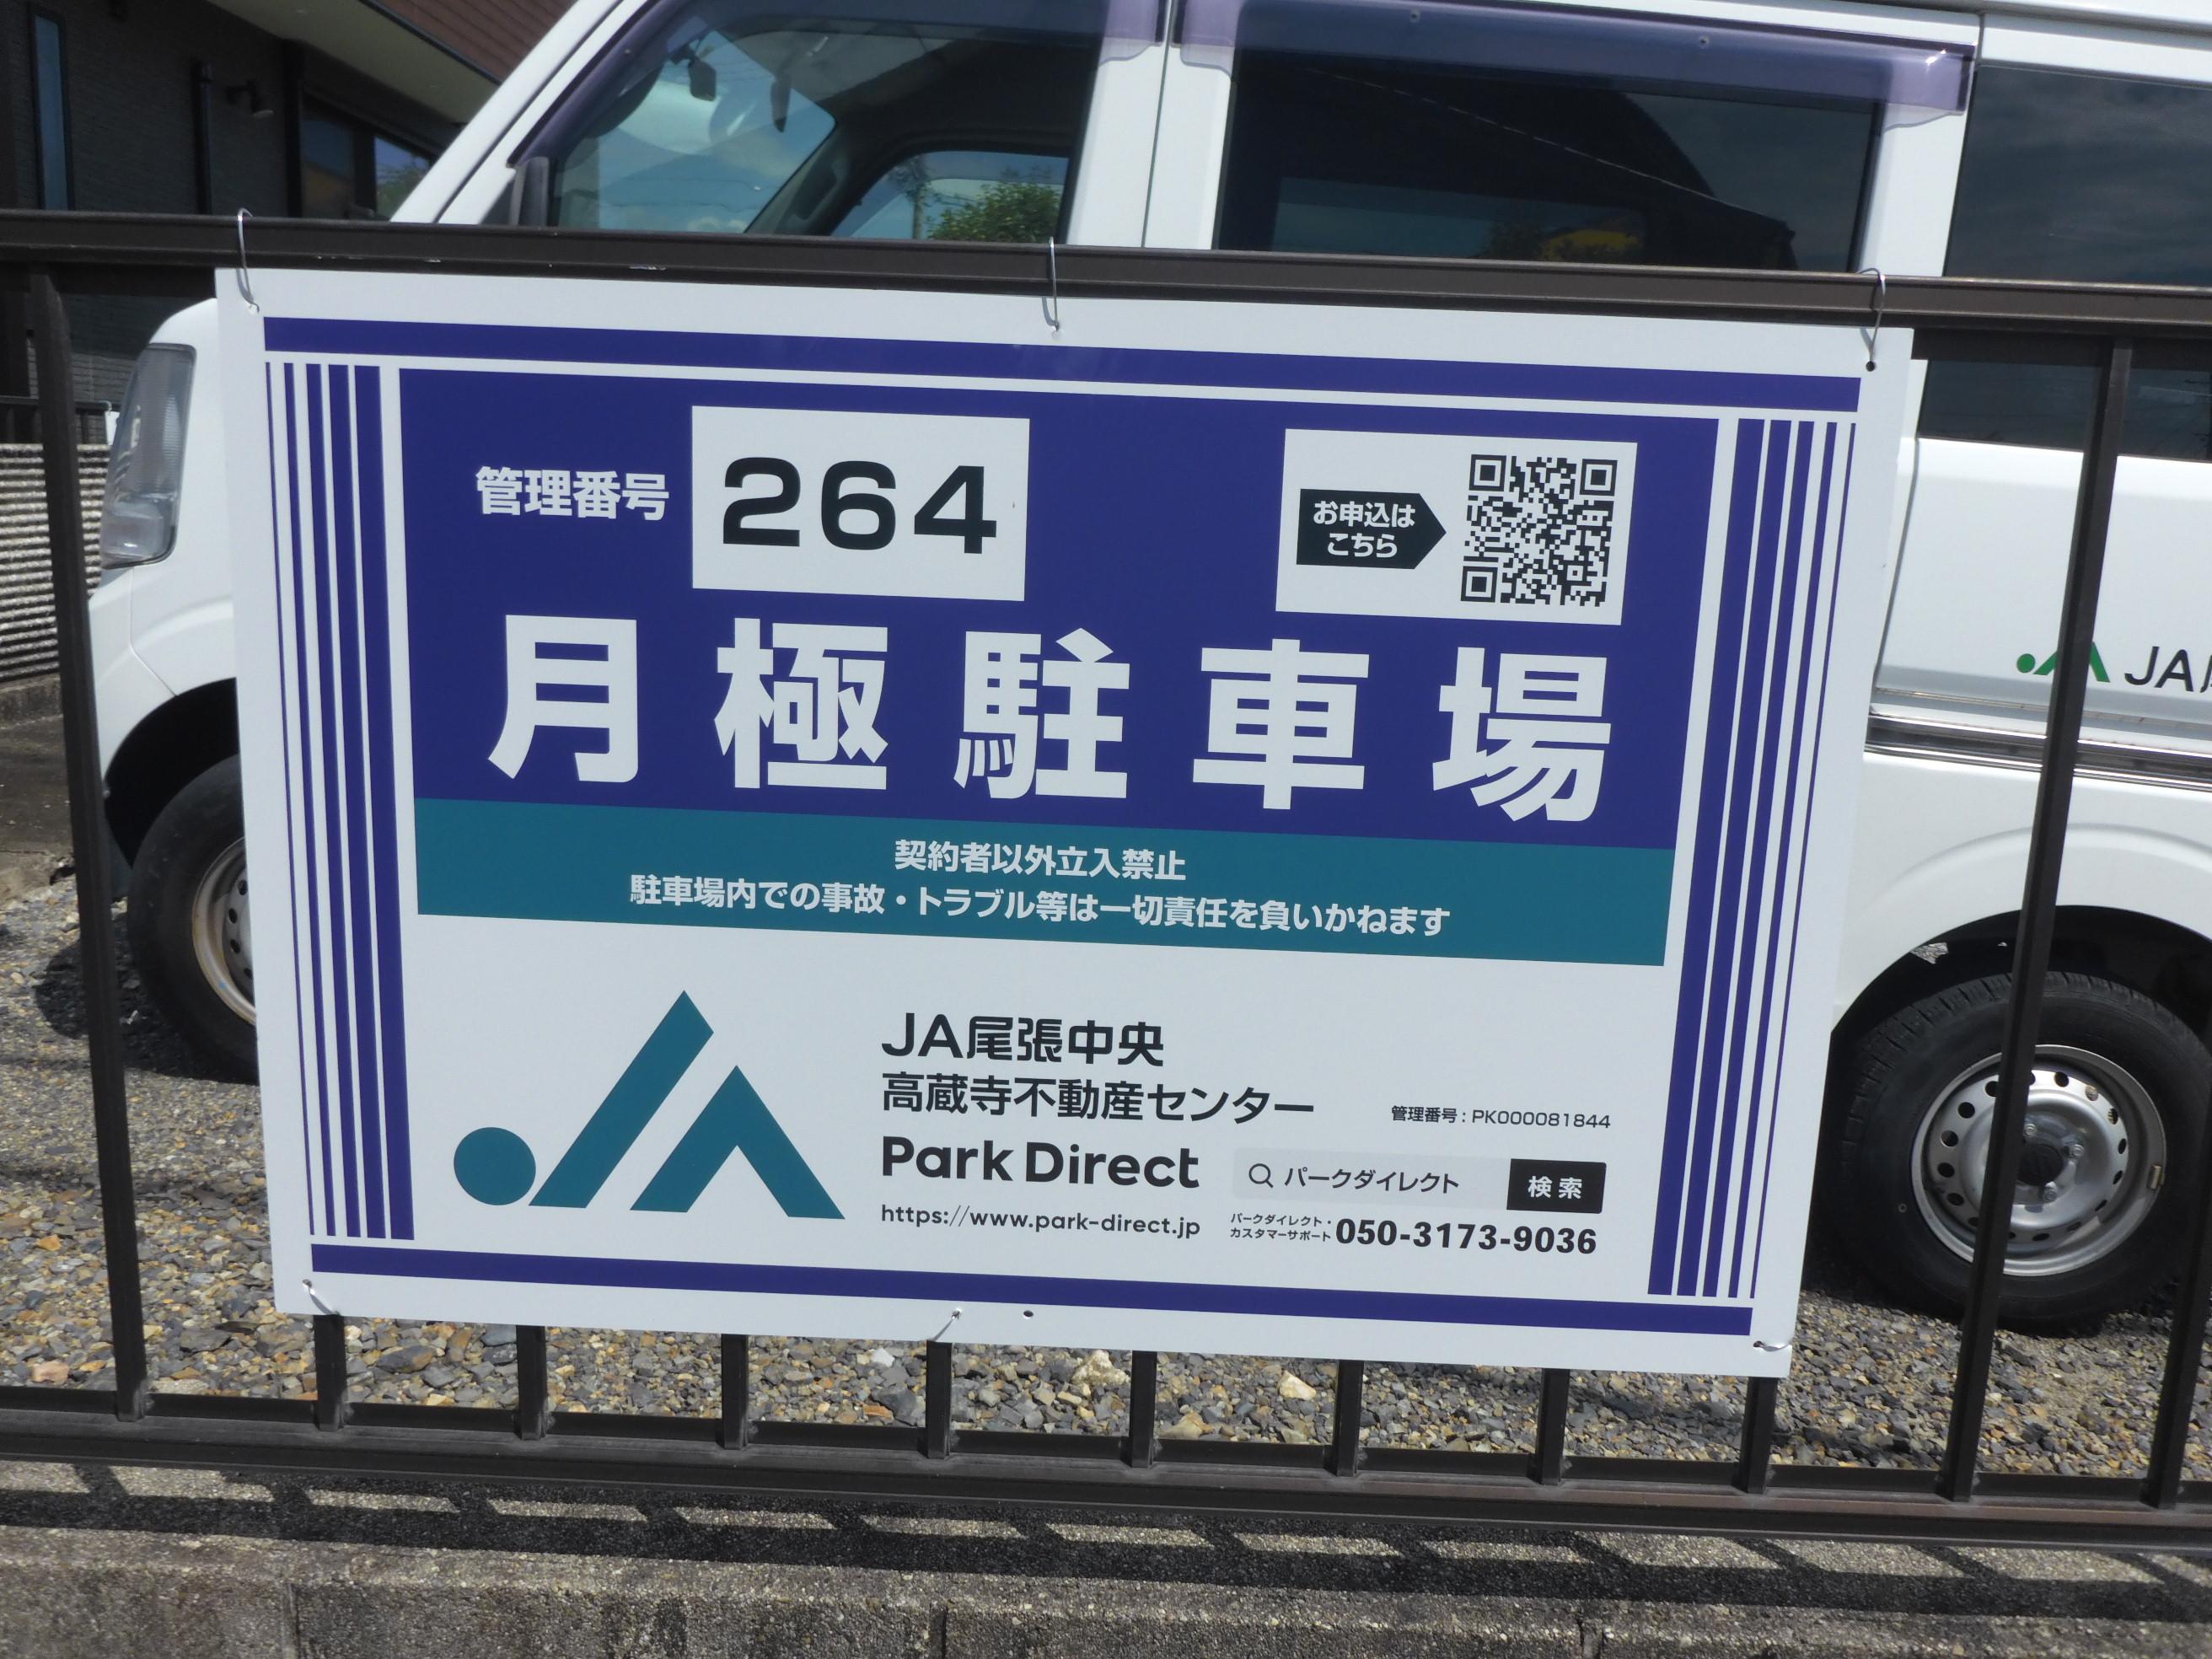 管理番号 264
お申込は
こちら
月極駐車場
契約者以外立入禁止
駐車場内での事故・トラブル等は一切責任を負いかねます
JA尾張中央
高蔵寺不動産センター
管理番号：PK000081844
Park Direct
パークダイレクト 検索
https://www.park-direct.jp
パークダイレクト・
カスタマーサポート 050-3173-9036
JA